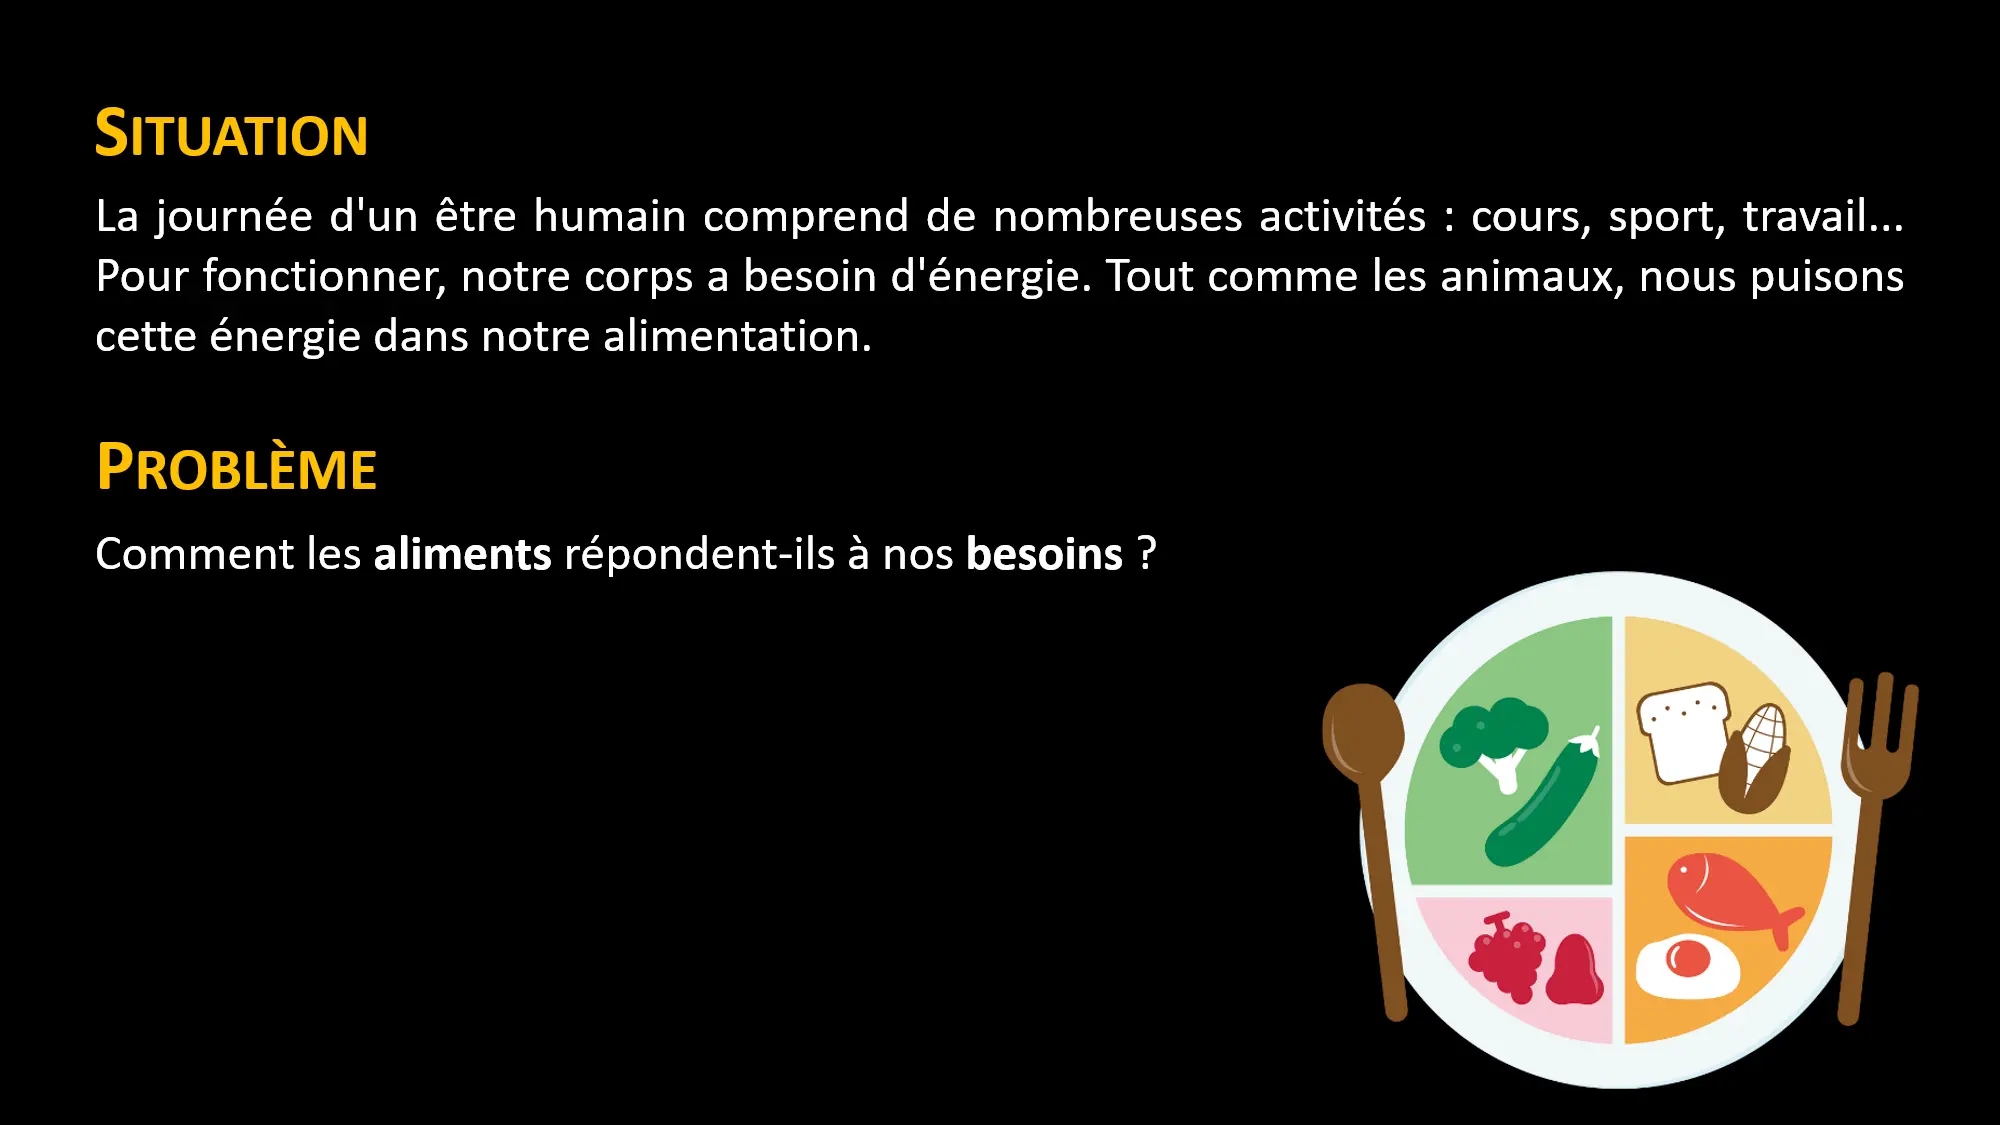 SITUATION
La journée d'un être humain comprend de nombreuses activités : cours, sport, travail...
Pour fonctionner, notre corps a besoin d'énergie. Tout comme les animaux, nous puisons
cette énergie dans notre alimentation.
PROBLÈME
Comment les aliments répondent-ils à nos besoins ?